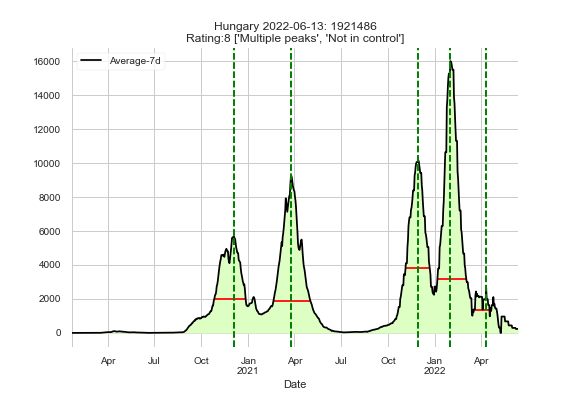 Hungary 2022-06-13: 1921486
Rating:8 ['Multiple peaks', 'Not in control']
Average-7d
16000
14000
12000
10000
8000
6000
4000
2000
0
Apr Jul Oct Jan Apr Jul Oct Jan Apr
2021 2022
Date